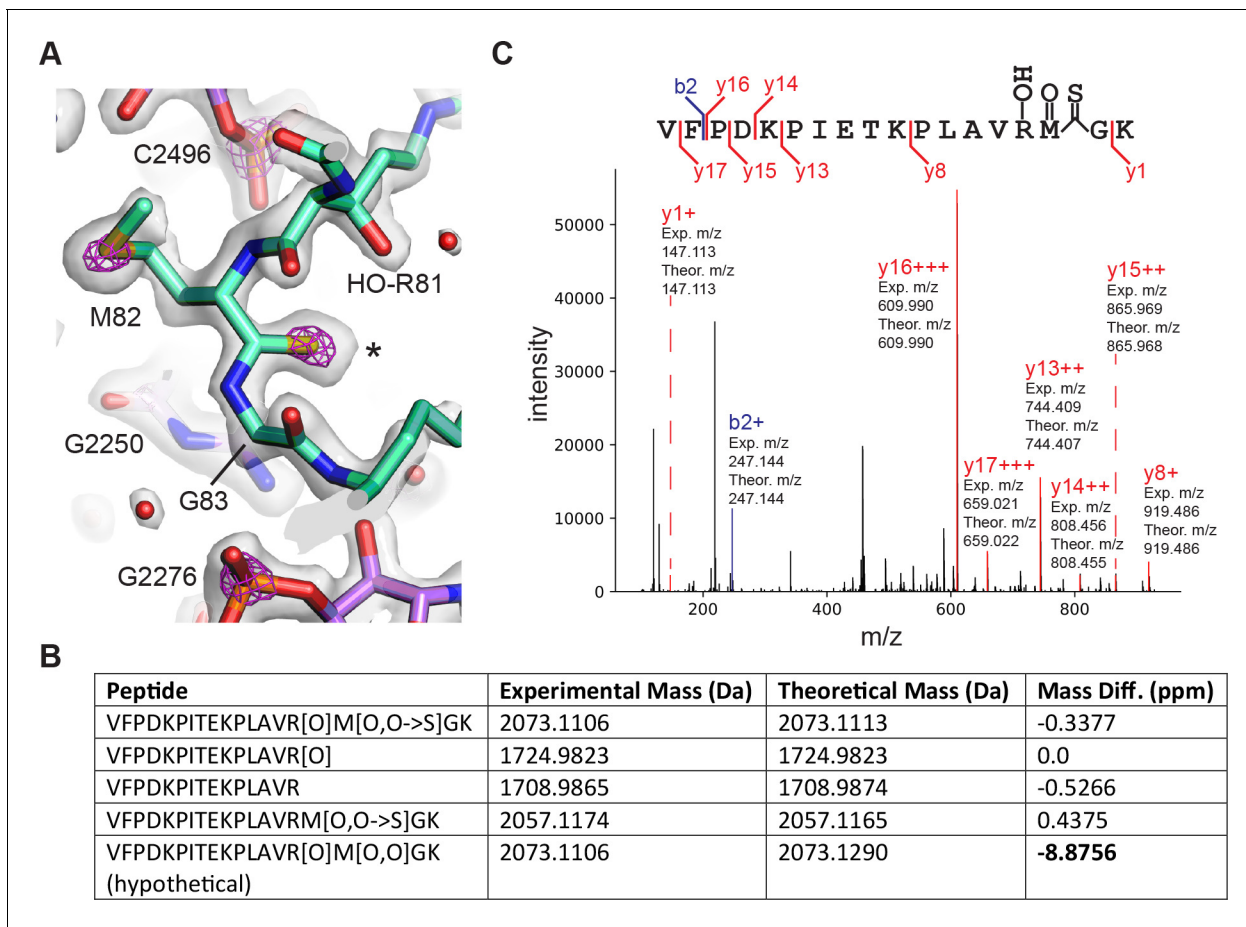 A
C2496
M82
HO-R81
*
G2250
G83
G2276
C
b2 y16 y14
OH O S
VFPDKPIETKPLAVRMGK
y17 y15 y13 y8 y1
intensity
50000
40000
30000
20000
10000
0
200 400 600 800
m/z
y1+
Exp. m/z
147.113
Theor. m/z
147.113
b2+
Exp. m/z
247.144
Theor. m/z
247.144
y16+++
Exp. m/z
609.990
Theor. m/z
609.990
y17+++
Exp. m/z
659.021
Theor. m/z
659.022
y13++
Exp. m/z
744.409
Theor. m/z
744.407
y14++
Exp. m/z
808.456
Theor. m/z
808.455
y15++
Exp. m/z
865.969
Theor. m/z
865.968
y8+
Exp. m/z
919.486
Theor. m/z
919.486
B
Peptide Experimental Mass (Da) Theoretical Mass (Da) Mass Diff. (ppm)
VFPDKPITEKPLAVR[O]M[O,O->S]GK 2073.1106 2073.1113 -0.3377
VFPDKPITEKPLAVR[O] 1724.9823 1724.9823 0.0
VFPDKPITEKPLAVR 1708.9865 1708.9874 -0.5266
VFPDKPITEKPLAVRM[O,O->S]GK 2057.1174 2057.1165 0.4375
VFPDKPITEKPLAVR[O]M[O,O]GK 2073.1106 2073.1290 -8.8756
(hypothetical)